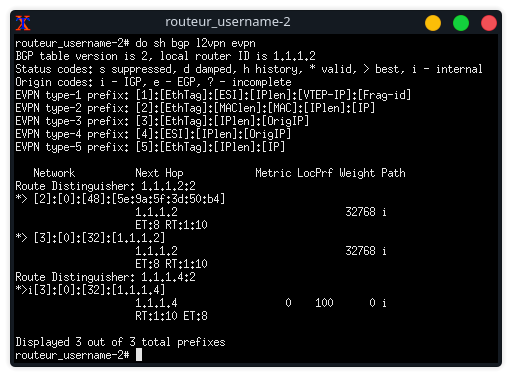 routeur_username-2
routeur_username-2# do sh bgp l2vpn evpn
BGP table version is 2, local router ID is 1.1.1.2
Status codes: s suppressed, d damped, h history, * valid, > best, i - internal
Origin codes: i - IGP, e - EGP, ? - incomplete
EVPN type-1 prefix: [1]:[EthTag]:[ESI]:[IPlen]:[VTEP-IP]:[Frag-id]
EVPN type-2 prefix: [2]:[EthTag]:[MAClen]:[MAC]:[IPlen]:[IP]
EVPN type-3 prefix: [3]:[EthTag]:[IPlen]:[OrigIP]
EVPN type-4 prefix: [4]:[ESI]:[IPlen]:[OrigIP]
EVPN type-5 prefix: [5]:[EthTag]:[IPlen]:[IP]
Network Next Hop Metric LocPrf Weight Path
Route Distinguisher: 1.1.1.2:2
*> [2]:[0]:[48]:[5e:9a:5f:3d:50:b4]
1.1.1.2 32768 i
ET:8 RT:1:10
*> [3]:[0]:[32]:[1.1.1.2]
1.1.1.2 32768 i
ET:8 RT:1:10
Route Distinguisher: 1.1.1.4:2
*>i[3]:[0]:[32]:[1.1.1.4]
1.1.1.4 0 100 0 i
RT:1:10 ET:8
Displayed 3 out of 3 total prefixes
routeur_username-2#